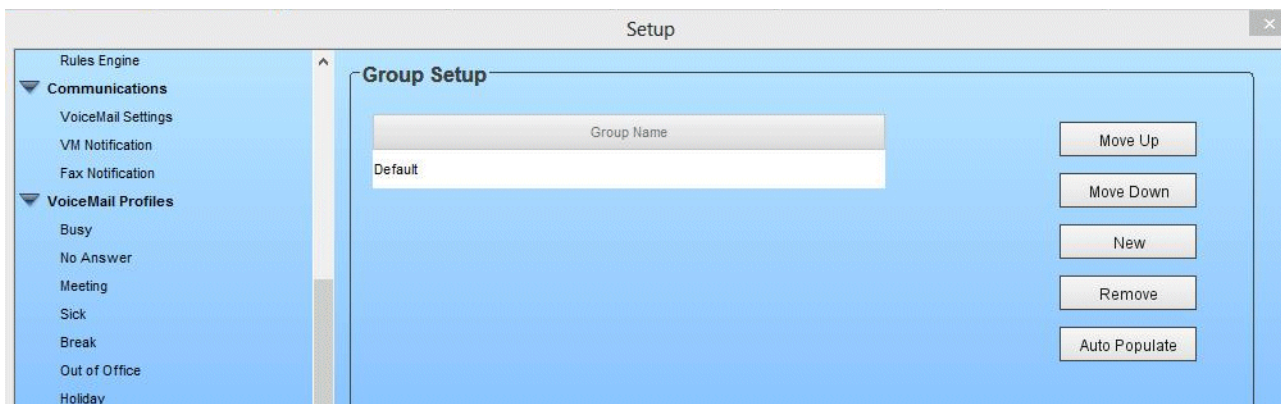 Setup
Rules Engine
Communications
VoiceMail Settings
VM Notification
Fax Notification
VoiceMail Profiles
Busy
No Answer
Meeting
Sick
Break
Out of Office
Holiday
Group Setup
Group Name
Default
Move Up
Move Down
New
Remove
Auto Populate